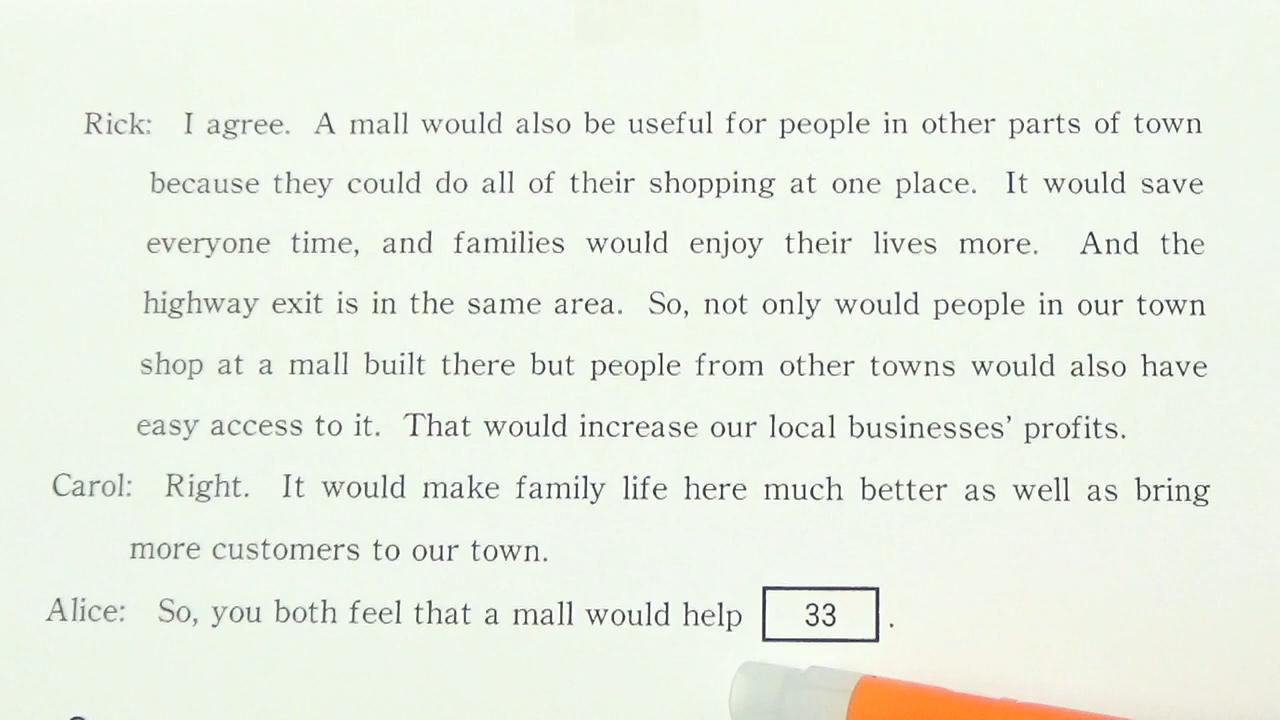 Rick: I agree. A mall would also be useful for people in other parts of town
because they could do all of their shopping at one place. It would save
everyone time, and families would enjoy their lives more. And the
highway exit is in the same area. So, not only would people in our town
shop at a mall built there but people from other towns would also have
easy access to it. That would increase our local businesses’ profits.
Carol: Right. It would make family life here much better as well as bring
more customers to our town.
Alice: So, you both feel that a mall would help 33 .